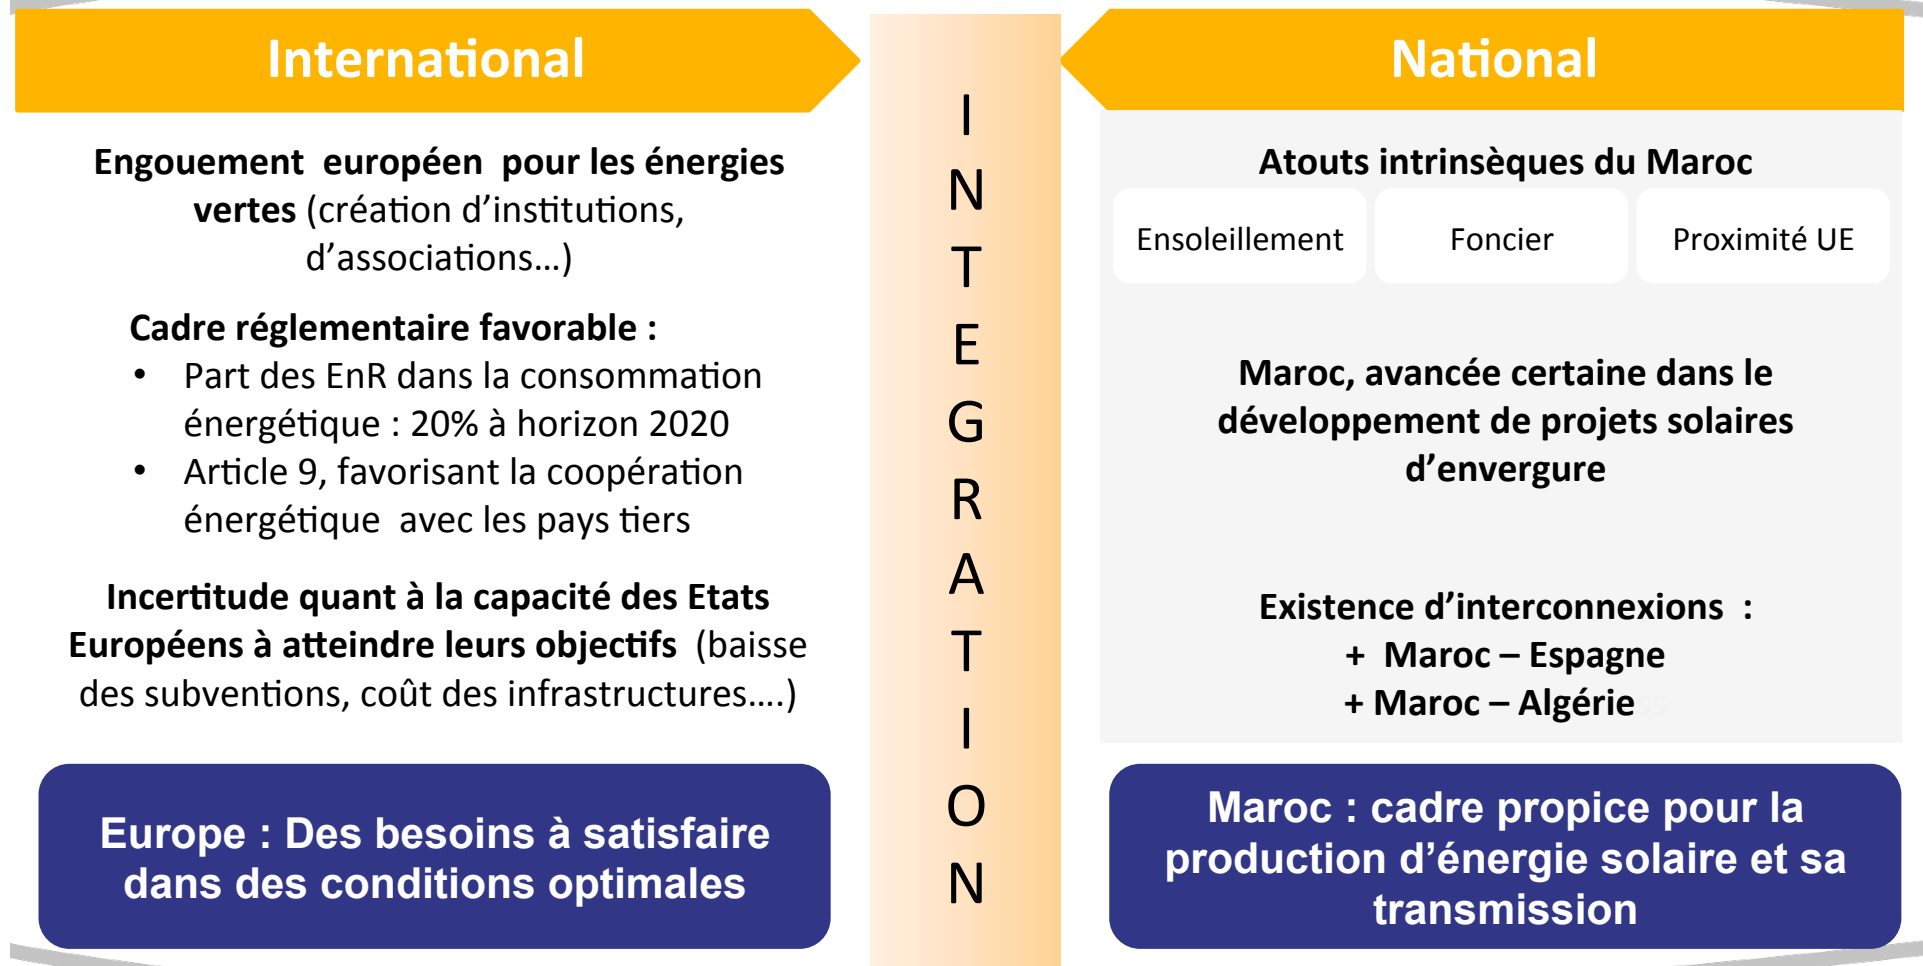 International
Engouement européen pour les énergies
vertes (création d’institutions,
d’associations…)
Cadre réglementaire favorable :
• Part des EnR dans la consommation
énergétique : 20% à horizon 2020
• Article 9, favorisant la coopération
énergétique avec les pays tiers
Incertitude quant à la capacité des Etats
Européens à atteindre leurs objectifs (baisse
des subventions, coût des infrastructures….)
Europe : Des besoins à satisfaire
dans des conditions optimales
I
N
T
E
G
R
A
T
I
O
N
National
Atouts intrinsèques du Maroc
Ensoleillement
Foncier
Proximité UE
Maroc, avancée certaine dans le
développement de projets solaires
d’envergure
Existence d’interconnexions :
+ Maroc – Espagne
+ Maroc – Algérie
Maroc : cadre propice pour la
production d’énergie solaire et sa
transmission